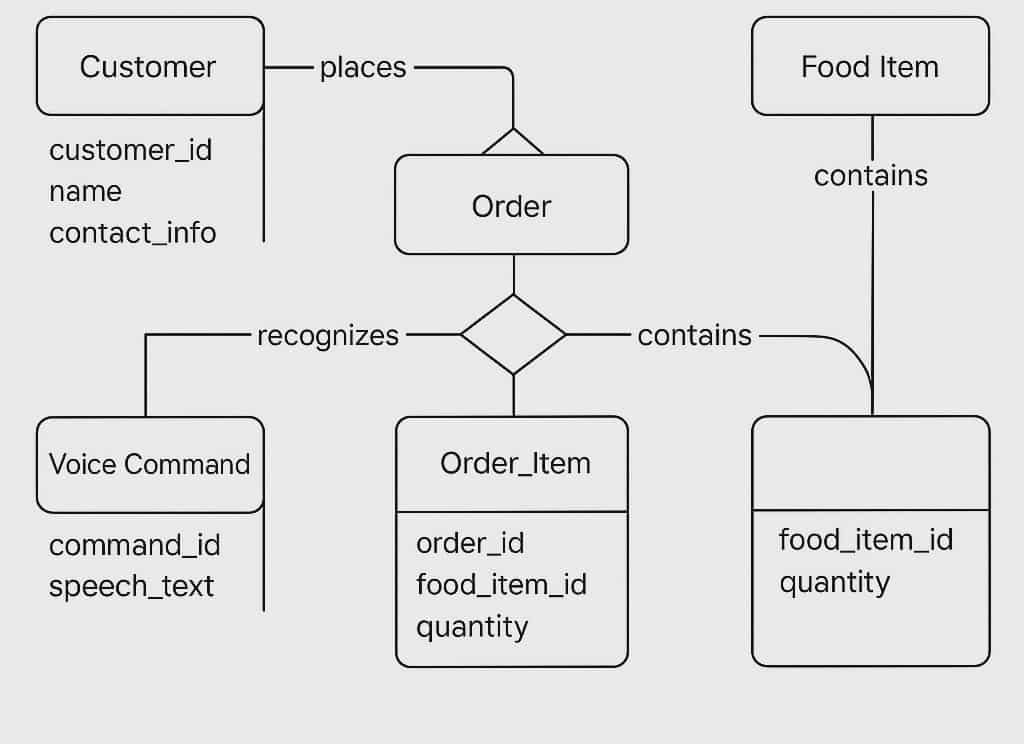 Customer
places
Food Item
customer_id
name
contact_info
Order
contains
recognizes
contains
Voice Command
command_id
speech_text
Order_Item
order_id
food_item_id
quantity
food_item_id
quantity